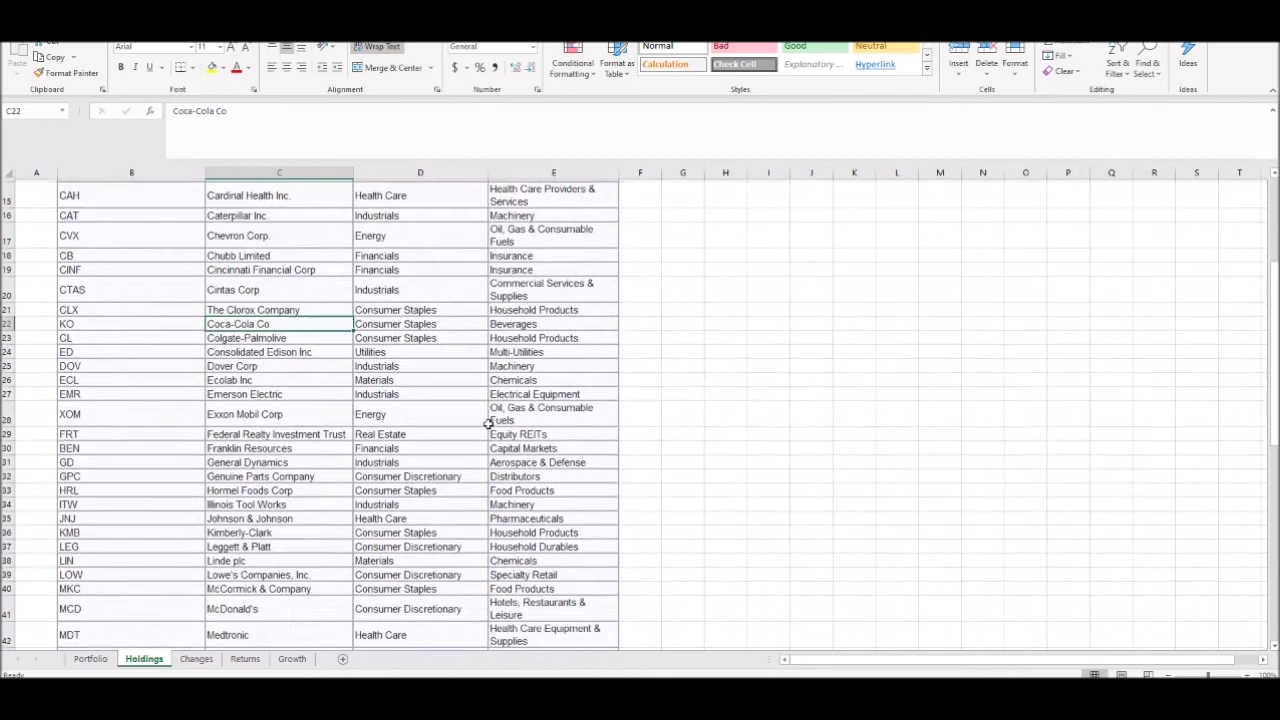 Copy
Format Painter
Clipboard
Arial 11 A A
B I U A
Font
Wrap Text
Merge & Center
Alignment
General
$ % 9
Number
Conditional
Formatting
Format as
Table
Normal Bad Good Neutral
Calculation Check Cell Explanatory ... Hyperlink
Styles
Insert Delete Format
Cells
Fill
Clear
Sort &
Filter
Find &
Select
Editing
Ideas
Ideas
C22 fx Coca-Cola Co
A B C D E F G H I J K L M N O P Q R S T
15 CAH Cardinal Health Inc. Health Care Health Care Providers &
Services
16 CAT Caterpillar Inc. Industrials Machinery
17 CVX Chevron Corp. Energy Oil, Gas & Consumable
Fuels
18 CB Chubb Limited Financials Insurance
19 CINF Cincinnati Financial Corp Financials Insurance
20 CTAS Cintas Corp Industrials Commercial Services &
Supplies
21 CLX The Clorox Company Consumer Staples Household Products
22 KO Coca-Cola Co Consumer Staples Beverages
23 CL Colgate-Palmolive Consumer Staples Household Products
24 ED Consolidated Edison Inc Utilities Multi-Utilities
25 DOV Dover Corp Industrials Machinery
26 ECL Ecolab Inc Materials Chemicals
27 EMR Emerson Electric Industrials Electrical Equipment
28 XOM Exxon Mobil Corp Energy Oil, Gas & Consumable
Fuels
29 FRT Federal Realty Investment Trust Real Estate Equity REITs
30 BEN Franklin Resources Financials Capital Markets
31 GD General Dynamics Industrials Aerospace & Defense
32 GPC Genuine Parts Company Consumer Discretionary Distributors
33 HRL Hormel Foods Corp Consumer Staples Food Products
34 ITW Illinois Tool Works Industrials Machinery
35 JNJ Johnson & Johnson Health Care Pharmaceuticals
36 KMB Kimberly-Clark Consumer Staples Household Products
37 LEG Leggett & Platt Consumer Discretionary Household Durables
38 LIN Linde plc Materials Chemicals
39 LOW Lowe's Companies, Inc. Consumer Discretionary Specialty Retail
40 MKC McCormick & Company Consumer Staples Food Products
41 MCD McDonald's Consumer Discretionary Hotels, Restaurants &
Leisure
42 MDT Medtronic Health Care Health Care Equipment &
Supplies
Portfolio Holdings Changes Returns Growth
Ready 100%